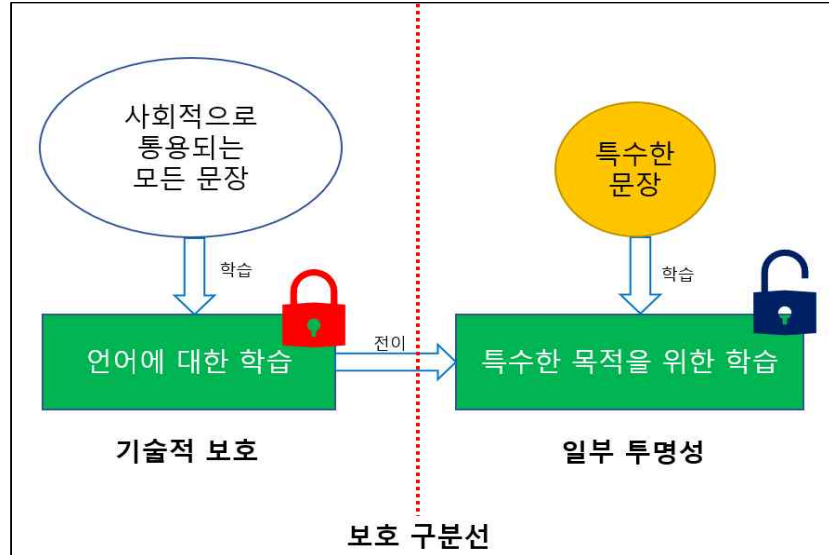 사회적으로
통용되는
모든 문장
특수한
문장
학습
학습
언어에 대한 학습
전이
특수한 목적을 위한 학습
기술적 보호
일부 투명성
보호 구분선